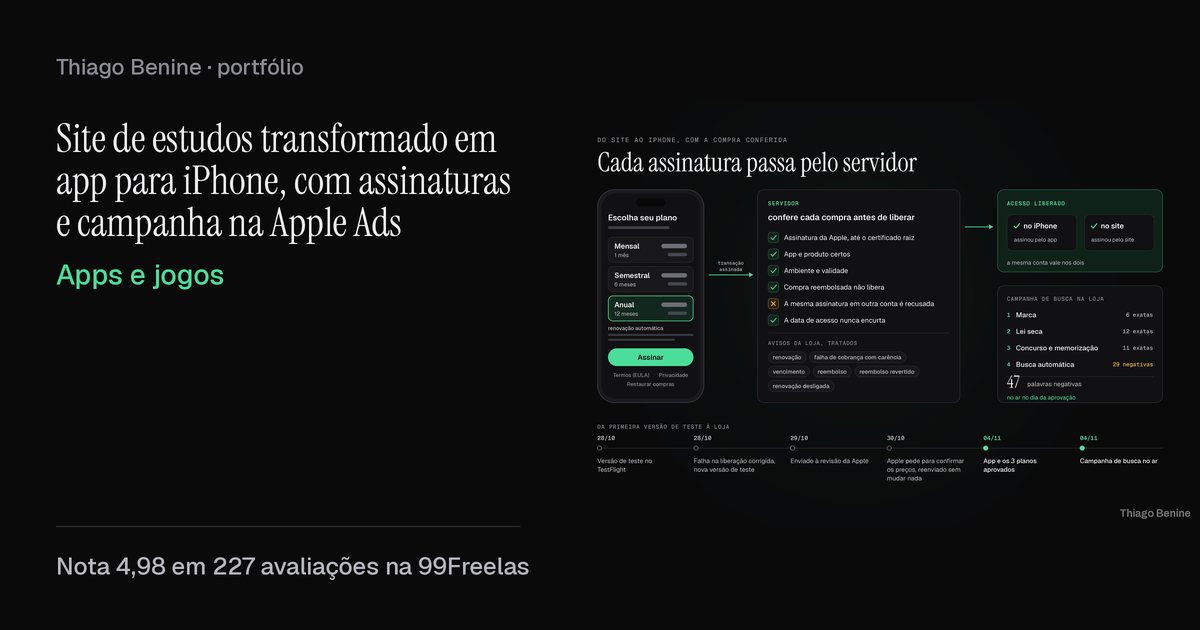 Thiago Benine · portfólio
Site de estudos transformado em
app para iPhone, com assinaturas
e campanha na Apple Ads
Apps e jogos
Nota 4,98 em 227 avaliações na 99Freelas
DO SITE AO IPHONE, COM A COMPRA CONFERIDA
Cada assinatura passa pelo servidor
Escolha seu plano
Mensal
1 mês
Semestral
6 meses
Anual
12 meses
renovação automática
Assinar
Termos (EULA) Privacidade
Restaurar compras
transação
assinada
SERVIDOR
confere cada compra antes de liberar
Assinatura da Apple, até o certificado raiz
App e produto certos
Ambiente e validade
Compra reembolsada não libera
A mesma assinatura em outra conta é recusada
A data de acesso nunca encurta
AVISOS DA LOJA, TRATADOS
renovação falha de cobrança com carência
vencimento reembolso reembolso revertido
renovação desligada
ACESSO LIBERADO
no iPhone
assinou pelo app
no site
assinou pelo site
a mesma conta vale nos dois
CAMPANHA DE BUSCA NA LOJA
1 Marca 6 exatas
2 Lei seca 12 exatas
3 Concurso e memorização 11 exatas
4 Busca automática 29 negativas
47 palavras negativas
no ar no dia da aprovação
DA PRIMEIRA VERSÃO DE TESTE À LOJA
28/10
Versão de teste no
TestFlight
28/10
Falha na liberação corrigida,
nova versão de teste
29/10
Enviado à revisão da Apple
30/10
Apple pede para confirmar
os preços, reenviado sem
mudar nada
04/11
App e os 3 planos
aprovados
04/11
Campanha de busca no ar
Thiago Benine